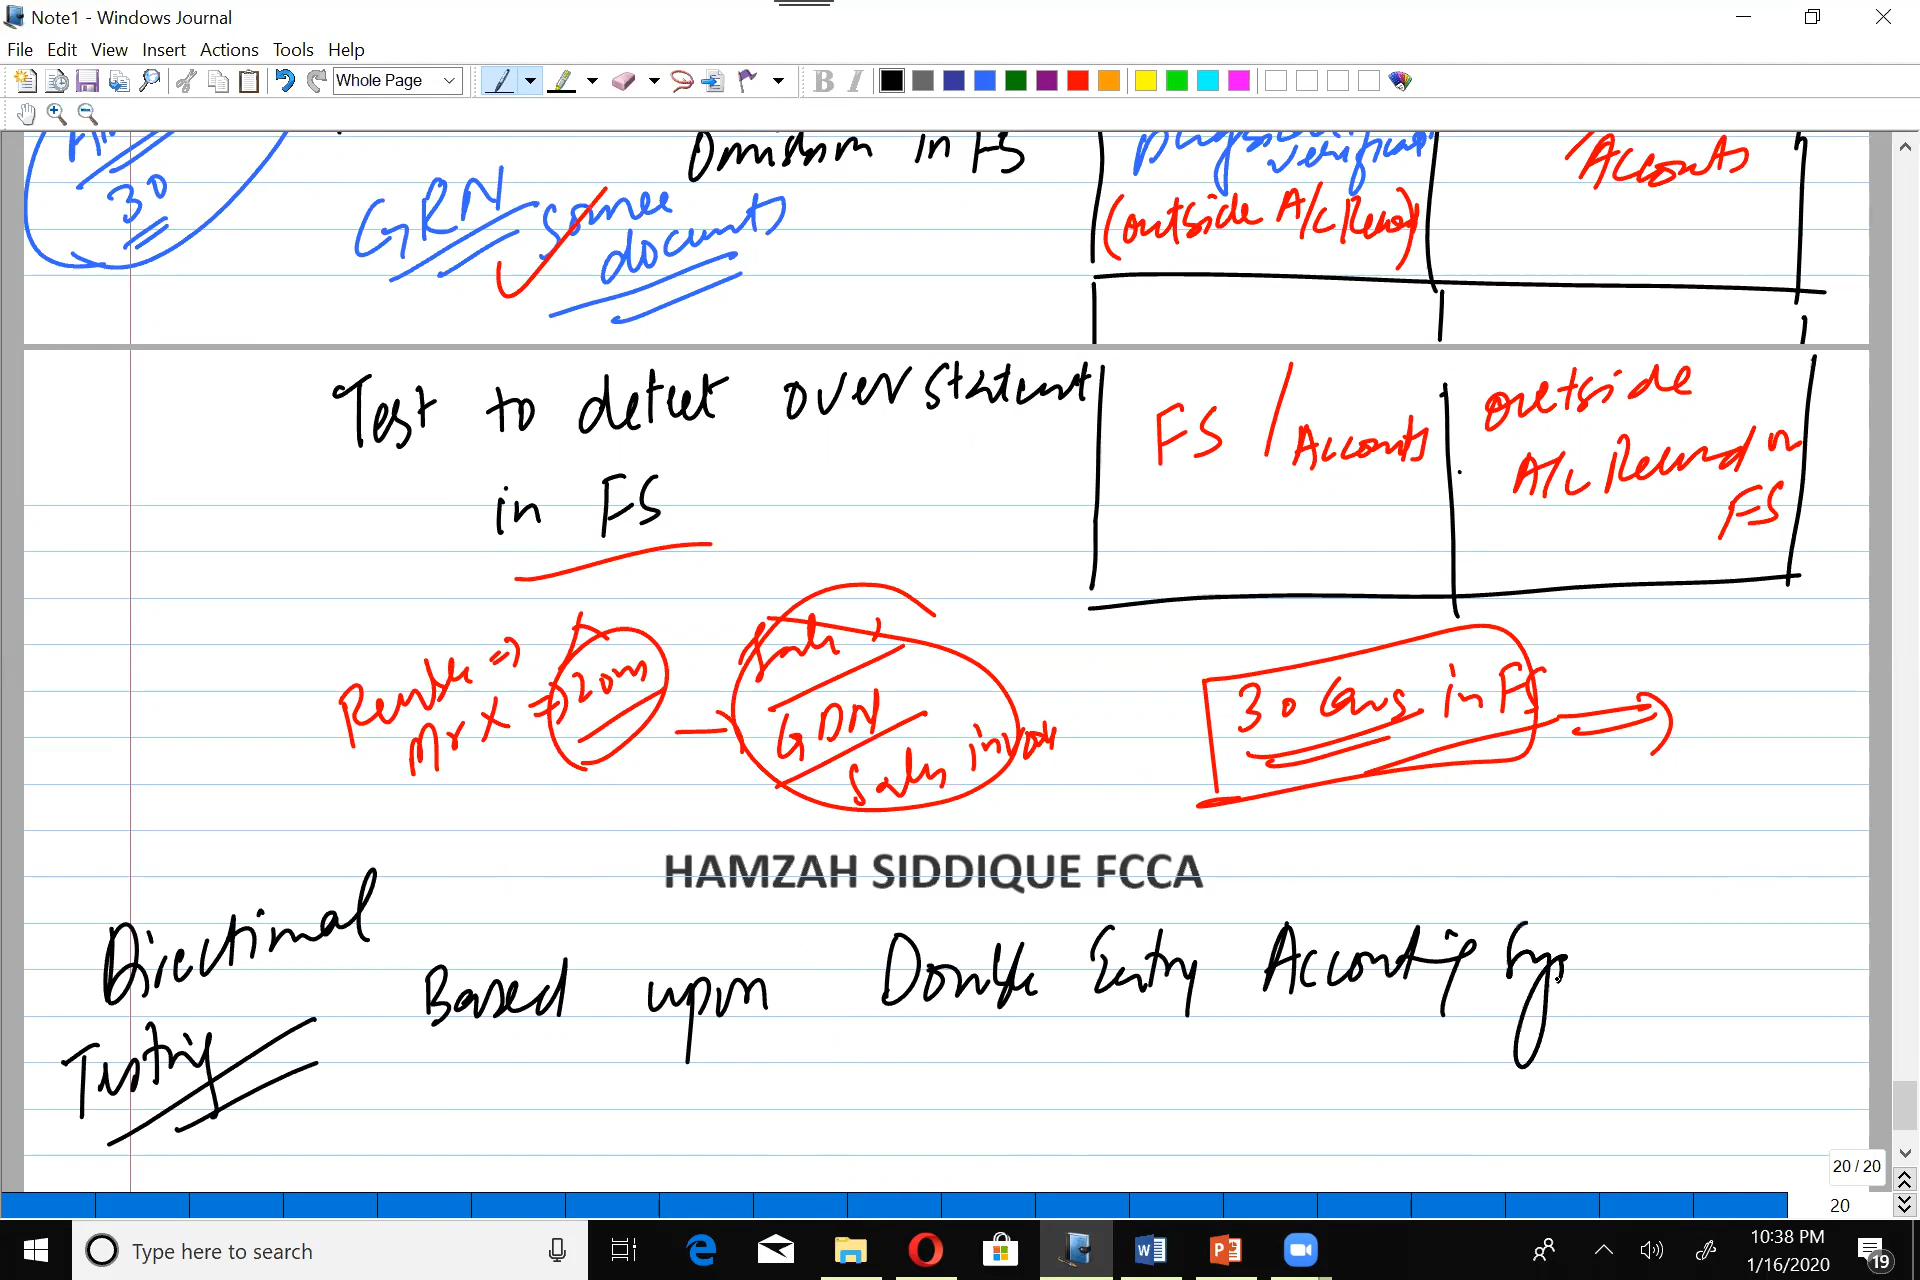 Note1 - Windows Journal
File Edit View Insert Actions Tools Help
Whole Page
B I
30
GRN
documents
Omission in FS
verification
(outside A/c Record)
Accounts
Test to detect overstatement
in FS
FS / Accounts
outside
A/c Record or
FS
Mr X ⇒ 20m
GDN
Sales invoice
30 Cars in FS
HAMZAH SIDDIQUE FCCA
Directional
Testing
Based upon Double Entry Accounting Sys
20 / 20
20
Type here to search
10:38 PM
1/16/2020
19